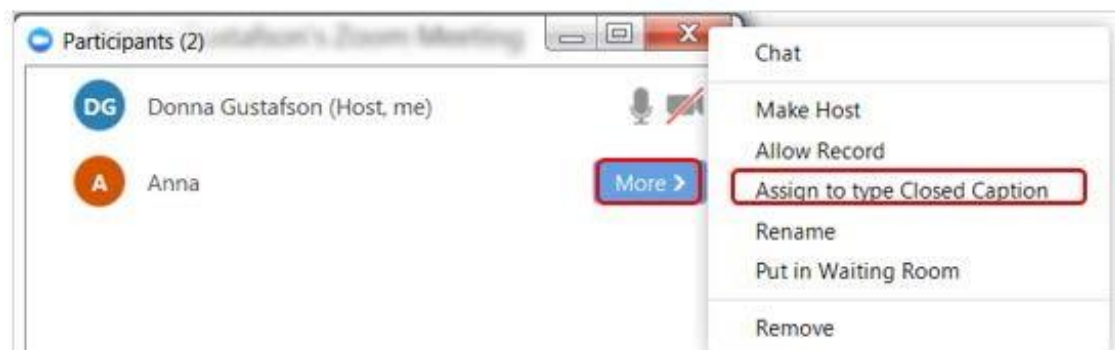 Participants (2)
DG Donna Gustafson (Host, me)
A Anna More >
Chat
Make Host
Allow Record
Assign to type Closed Caption
Rename
Put in Waiting Room
Remove